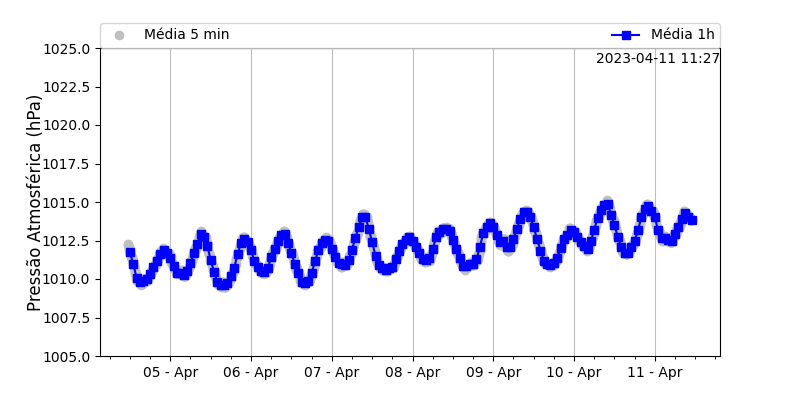 Média 5 min
Média 1h
2023-04-11 11:27
Pressão Atmosférica (hPa)
1025.0
1022.5
1020.0
1017.5
1015.0
1012.5
1010.0
1007.5
1005.0
05 - Apr
06 - Apr
07 - Apr
08 - Apr
09 - Apr
10 - Apr
11 - Apr